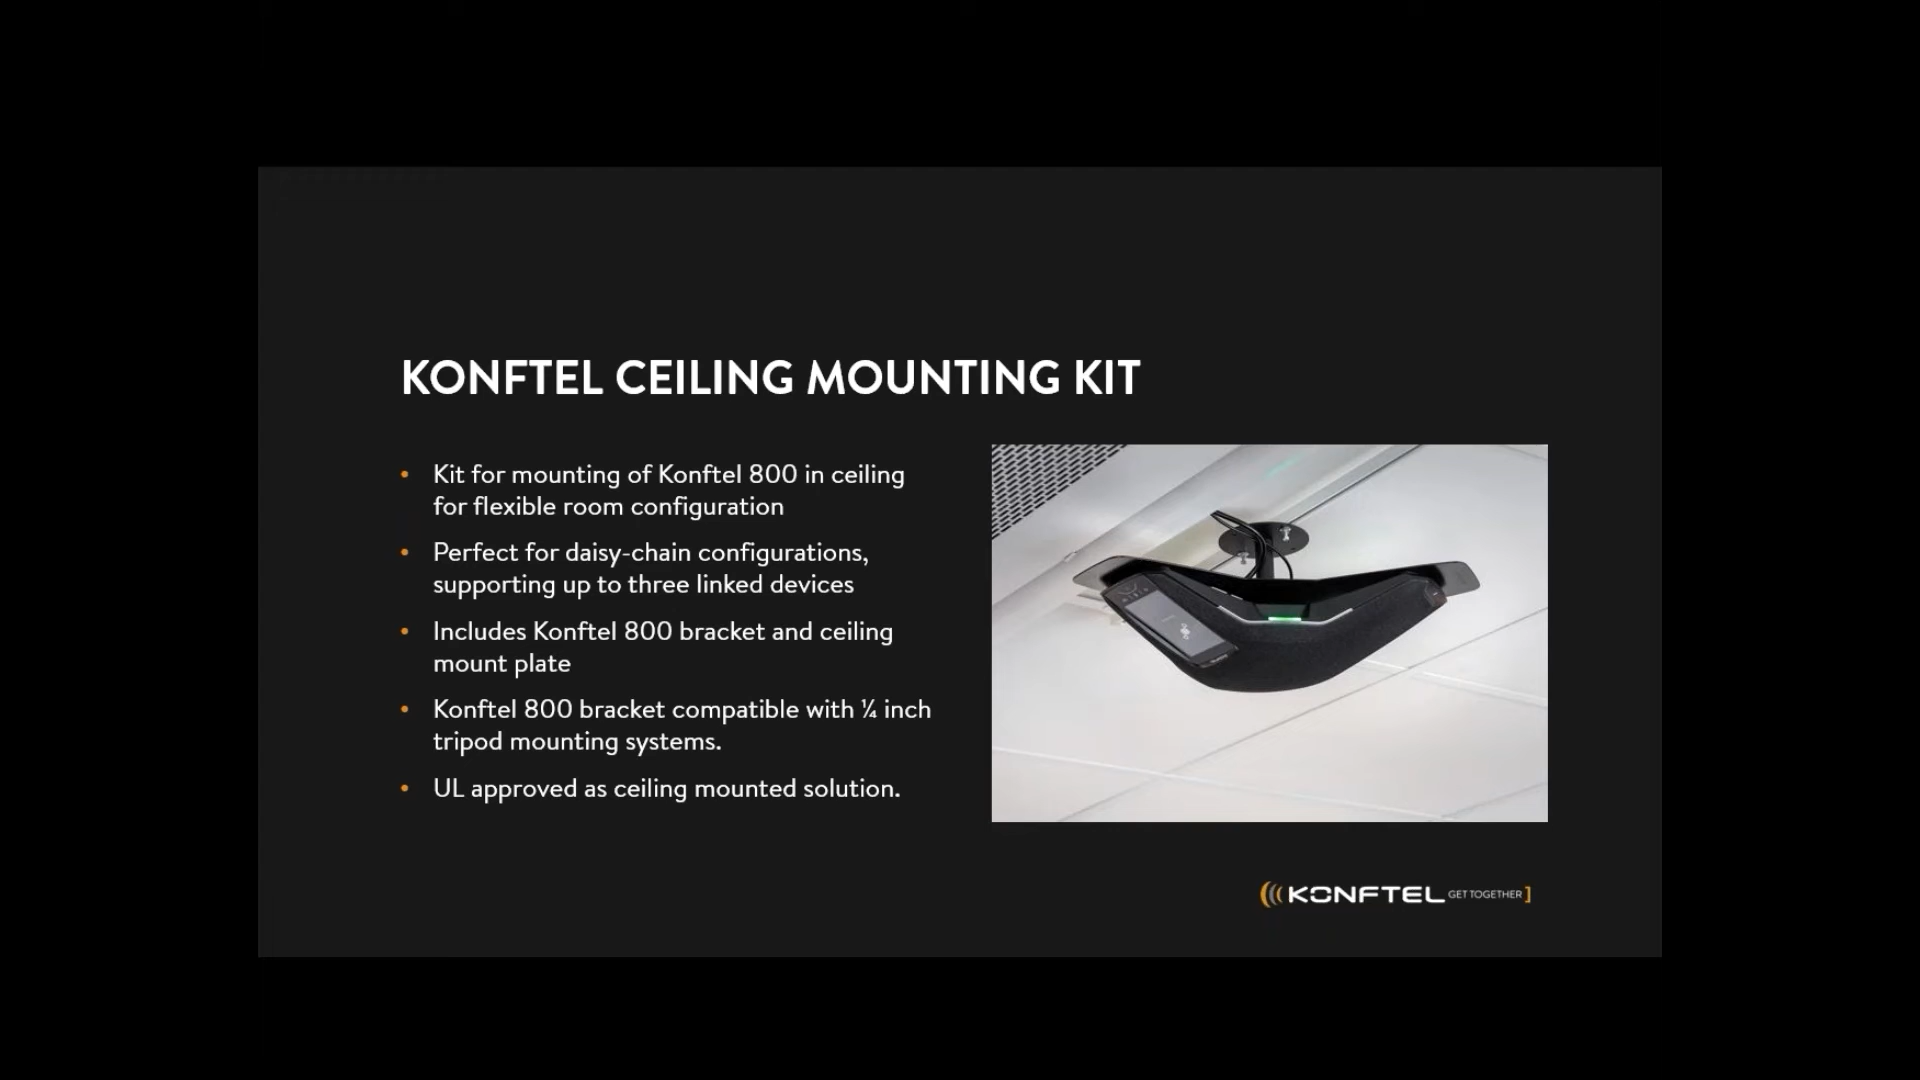 KONFTEL CEILING MOUNTING KIT
• Kit for mounting of Konftel 800 in ceiling
for flexible room configuration
• Perfect for daisy-chain configurations,
supporting up to three linked devices
• Includes Konftel 800 bracket and ceiling
mount plate
• Konftel 800 bracket compatible with ¼ inch
tripod mounting systems.
• UL approved as ceiling mounted solution.
KONFTEL GET TOGETHER